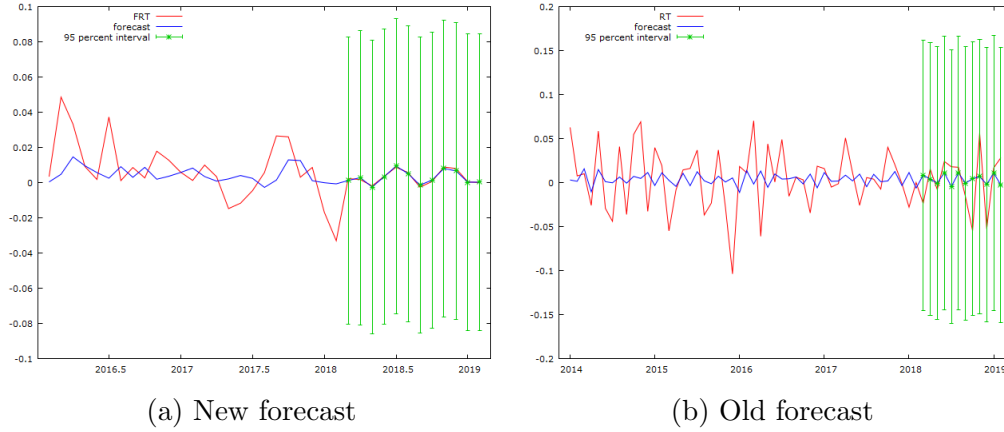 0.1
0.08
0.06
0.04
0.02
0
-0.02
-0.04
-0.06
-0.08
-0.1
FRT
forecast
95 percent interval
2016.5 2017 2017.5 2018 2018.5 2019
(a) New forecast
0.2
0.15
0.1
0.05
0
-0.05
-0.1
-0.15
-0.2
RT
forecast
95 percent interval
2014 2015 2016 2017 2018 2019
(b) Old forecast